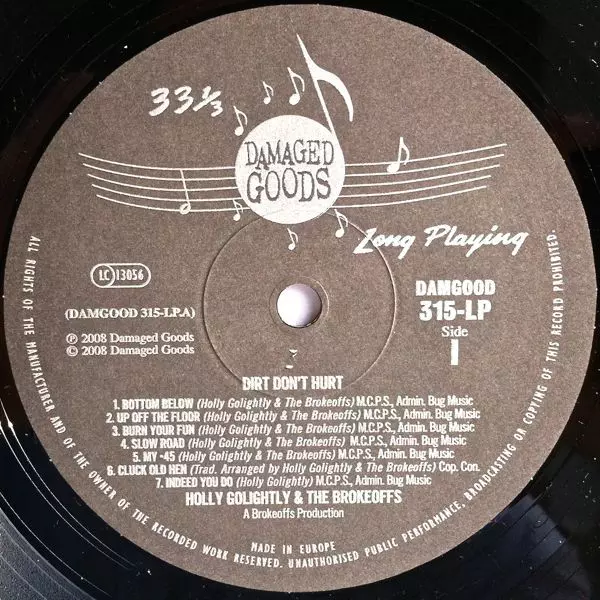 33 1/3
DAMAGED
GOODS
Long Playing
LC 13056
(DAMGOOD 315-LP.A)
℗ 2008 Damaged Goods
© 2008 Damaged Goods
DAMGOOD
315-LP
Side
1
DIRT DON'T HURT
1. BOTTOM BELOW (Holly Golightly & The Brokeoffs) M.C.P.S., Admin. Bug Music
2. UP OFF THE FLOOR (Holly Golightly & The Brokeoffs) M.C.P.S., Admin. Bug Music
3. BURN YOUR FUN (Holly Golightly & The Brokeoffs) M.C.P.S., Admin. Bug Music
4. SLOW ROAD (Holly Golightly & The Brokeoffs) M.C.P.S., Admin. Bug Music
5. MY .45 (Holly Golightly & The Brokeoffs) M.C.P.S., Admin. Bug Music
6. CLUCK OLD HEN (Trad. Arranged by Holly Golightly & The Brokeoffs) Cop. Con.
7. INDEED YOU DO (Holly Golightly & The Brokeoffs) M.C.P.S., Admin. Bug Music
HOLLY GOLIGHTLY & THE BROKEOFFS
A Brokeoffs Production
MADE IN EUROPE
ALL RIGHTS OF THE MANUFACTURER AND OF THE OWNER OF THE RECORDED WORK RESERVED. UNAUTHORISED PUBLIC PERFORMANCE, BROADCASTING OR COPYING OF THIS RECORD PROHIBITED.